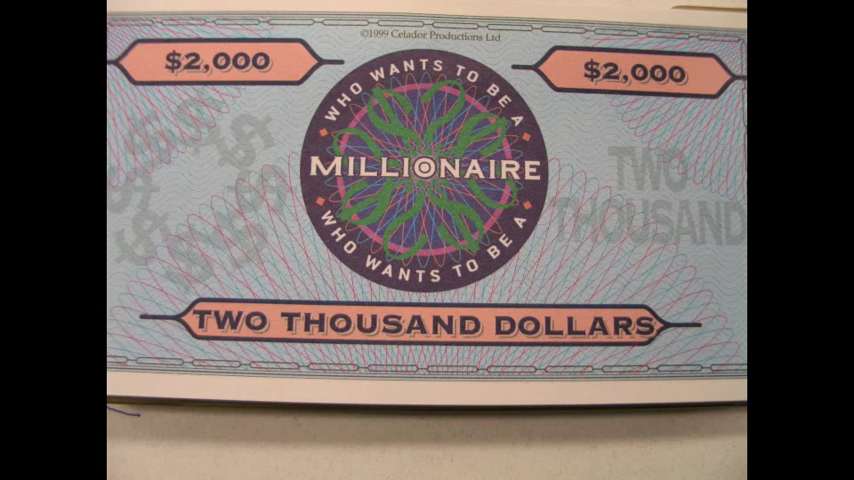 ©1999 Celador Productions Ltd
$2,000
$2,000
WHO WANTS TO BE A
MILLIONAIRE
WHO WANTS TO BE A
TWO
THOUSAND
TWO THOUSAND DOLLARS